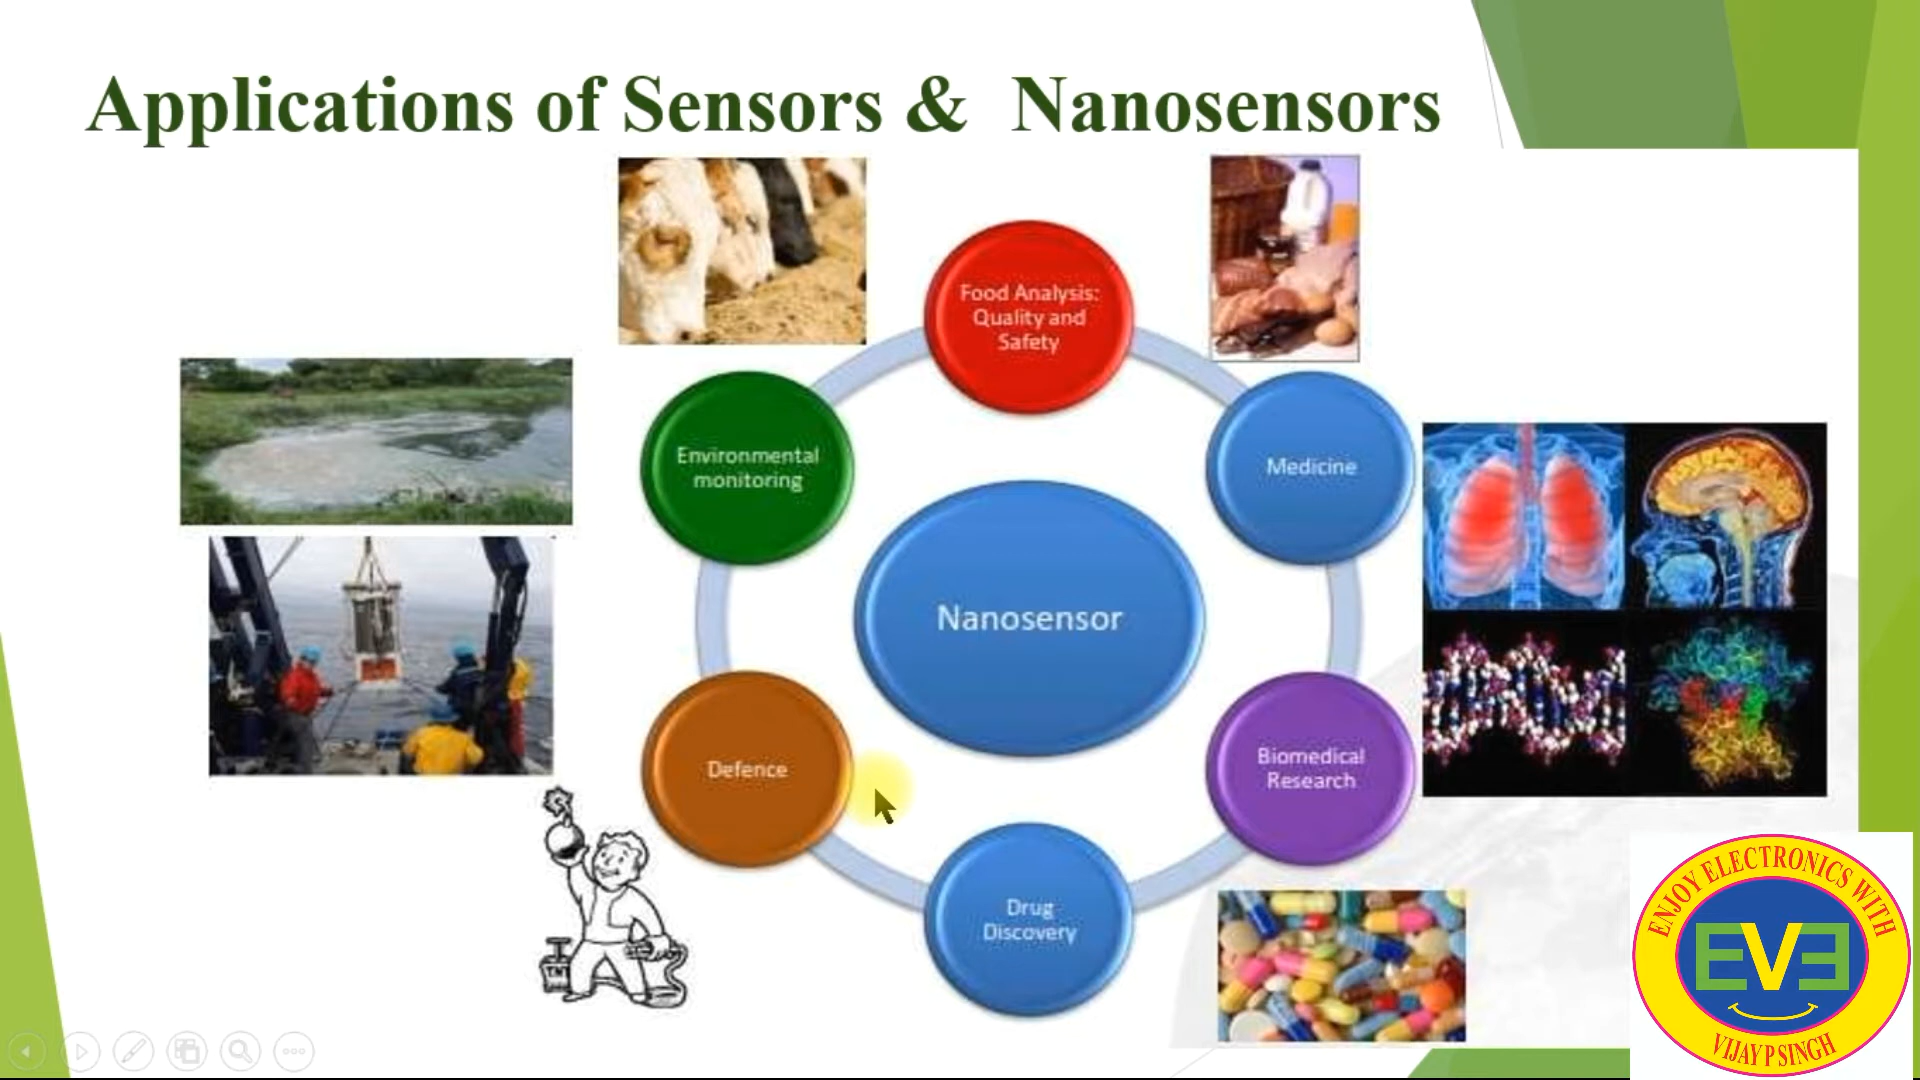 Applications of Sensors & Nanosensors
Food Analysis:
Quality and
Safety
Environmental
monitoring
Medicine
Nanosensor
Defence
Biomedical
Research
Drug
Discovery
TNT
ENJOY ELECTRONICS WITH
EVE
VIJAY P SINGH